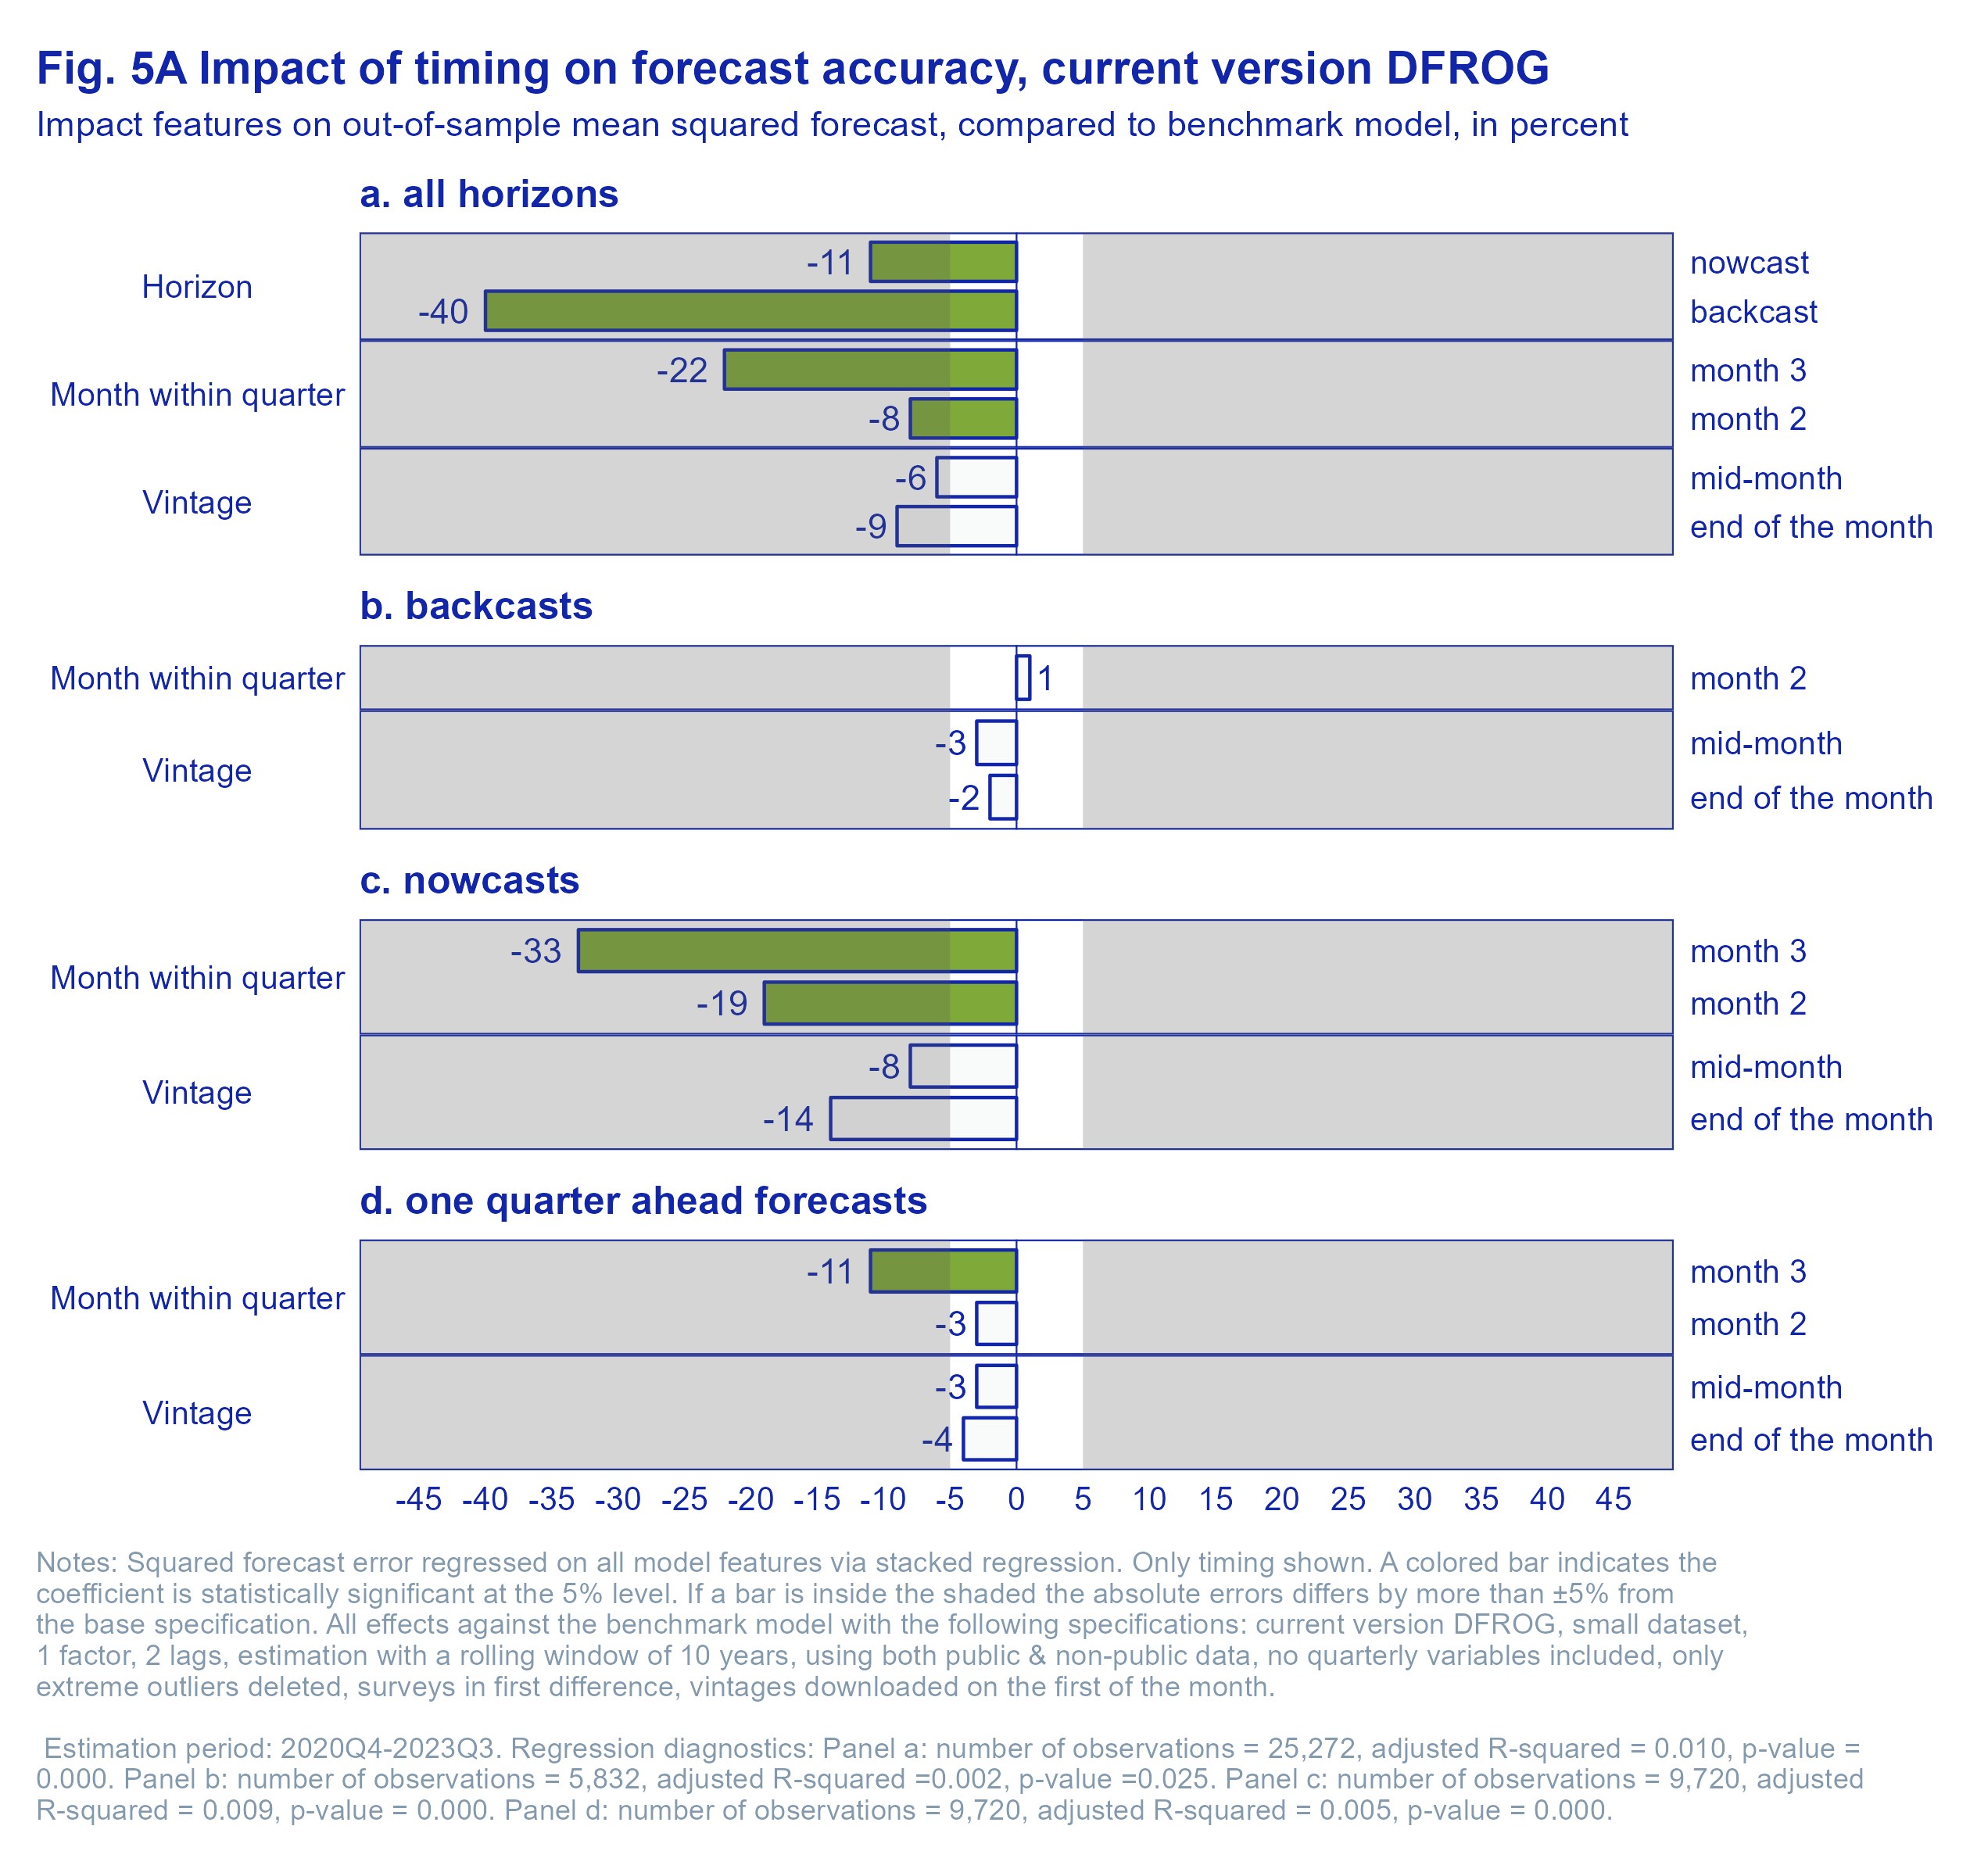 Fig. 5A Impact of timing on forecast accuracy, current version DFROG
Impact features on out-of-sample mean squared forecast, compared to benchmark model, in percent
a. all horizons
Horizon
-11
nowcast
-40
backcast
Month within quarter
-22
month 3
-8
month 2
Vintage
-6
mid-month
-9
end of the month
b. backcasts
Month within quarter
1
month 2
Vintage
-3
mid-month
-2
end of the month
c. nowcasts
Month within quarter
-33
month 3
-19
month 2
Vintage
-8
mid-month
-14
end of the month
d. one quarter ahead forecasts
Month within quarter
-11
month 3
-3
month 2
Vintage
-3
mid-month
-4
end of the month
-45 -40 -35 -30 -25 -20 -15 -10 -5 0 5 10 15 20 25 30 35 40 45
Notes: Squared forecast error regressed on all model features via stacked regression. Only timing shown. A colored bar indicates the
coefficient is statistically significant at the 5% level. If a bar is inside the shaded the absolute errors differs by more than ±5% from
the base specification. All effects against the benchmark model with the following specifications: current version DFROG, small dataset,
1 factor, 2 lags, estimation with a rolling window of 10 years, using both public & non-public data, no quarterly variables included, only
extreme outliers deleted, surveys in first difference, vintages downloaded on the first of the month.
Estimation period: 2020Q4-2023Q3. Regression diagnostics: Panel a: number of observations = 25,272, adjusted R-squared = 0.010, p-value =
0.000. Panel b: number of observations = 5,832, adjusted R-squared =0.002, p-value =0.025. Panel c: number of observations = 9,720, adjusted
R-squared = 0.009, p-value = 0.000. Panel d: number of observations = 9,720, adjusted R-squared = 0.005, p-value = 0.000.